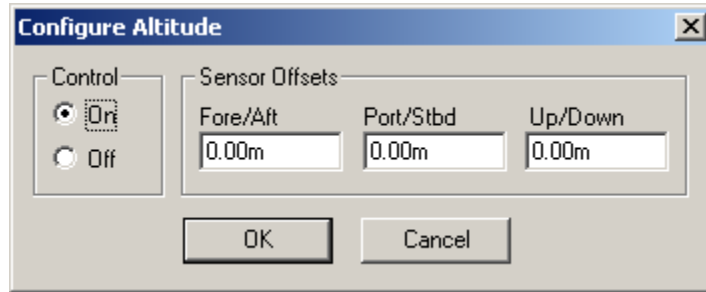 Configure Altitude
Control
On
Off
Sensor Offsets
Fore/Aft
Port/Stbd
Up/Down
0.00m
0.00m
0.00m
OK
Cancel